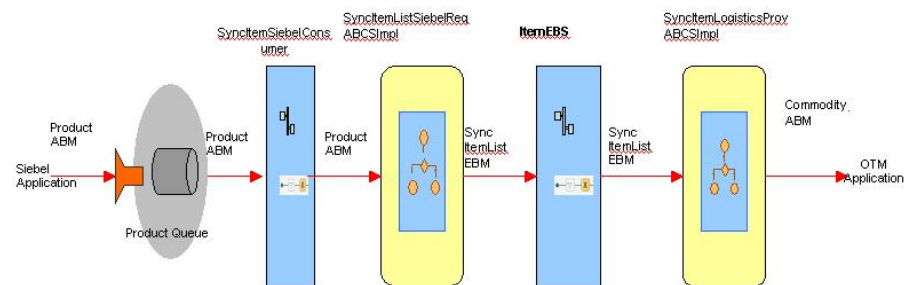 SyncItemSiebelCons
umer
SyncItemListSiebelReq
ABCSImpl
ItemEBS
SyncItemLogisticsProv
ABCSImpl
Product
ABM
Siebel
Application
Product Queue
Product
ABM
Product
ABM
Sync
ItemList
EBM
Sync
ItemList
EBM
Commodity.
ABM
OTM
Application